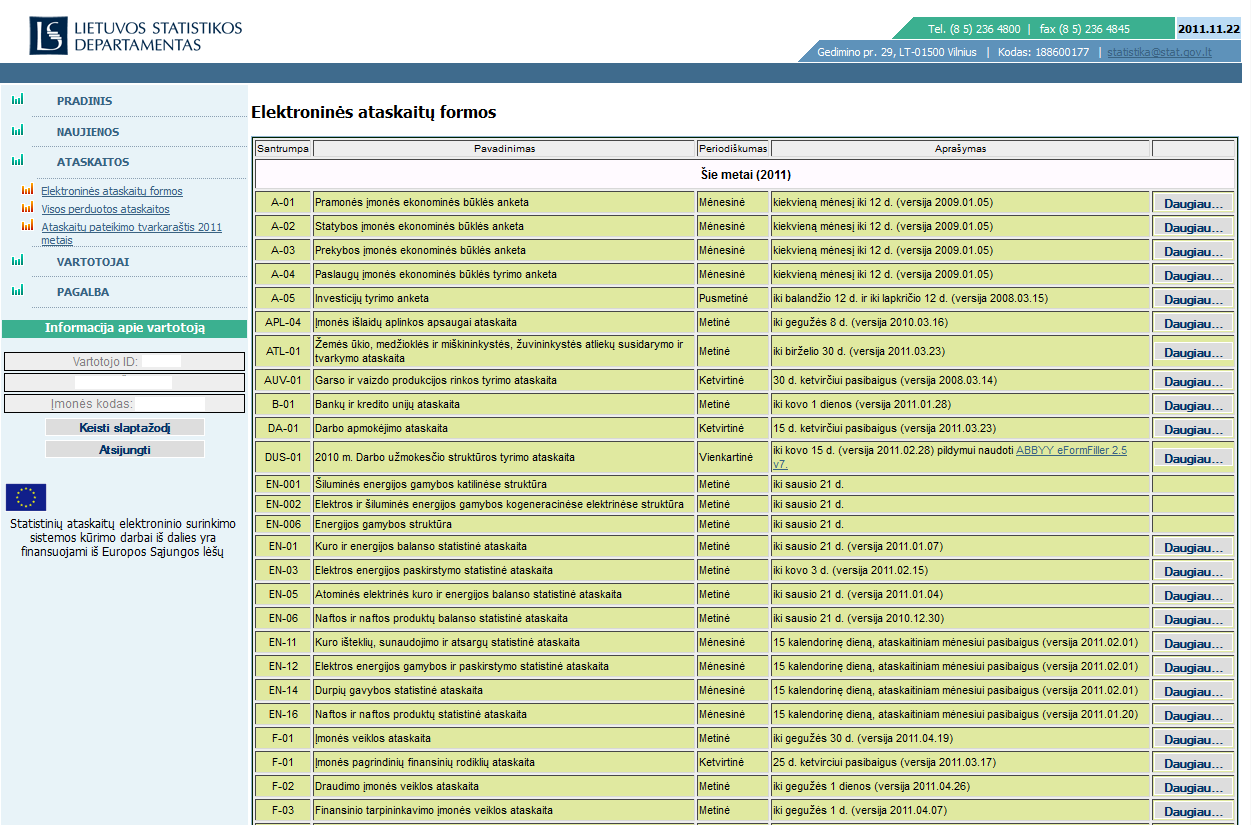 LIETUVOS STATISTIKOS
DEPARTAMENTAS
Tel. (8 5) 236 4800 | fax (8 5) 236 4845
2011.11.22
Gedimino pr. 29, LT-01500 Vilnius | Kodas: 188600177 | statistika@stat.gov.lt
PRADINIS
NAUJIENOS
ATASKAITOS
Elektroninės ataskaitų formos
Visos perduotos ataskaitos
Ataskaitų pateikimo tvarkaraštis 2011
metais
VARTOTOJAI
PAGALBA
Informacija apie vartotoją
Vartotojo ID:
Įmonės kodas:
Keisti slaptažodį
Atsijungti
Statistinių ataskaitų elektroninio surinkimo
sistemos kūrimo darbai iš dalies yra
finansuojami iš Europos Sąjungos lėšų
Elektroninės ataskaitų formos
Santrumpa Pavadinimas Periodiškumas Aprašymas
Šie metai (2011)
A-01 Pramonės įmonės ekonominės būklės anketa Mėnesinė kiekvieną mėnesį iki 12 d. (versija 2009.01.05) Daugiau...
A-02 Statybos įmonės ekonominės būklės anketa Mėnesinė kiekvieną mėnesį iki 12 d. (versija 2009.01.05) Daugiau...
A-03 Prekybos įmonės ekonominės būklės anketa Mėnesinė kiekvieną mėnesį iki 12 d. (versija 2009.01.05) Daugiau...
A-04 Paslaugų įmonės ekonominės būklės tyrimo anketa Mėnesinė kiekvieną mėnesį iki 12 d. (versija 2009.01.05) Daugiau...
A-05 Investicijų tyrimo anketa Pusmetinė iki balandžio 12 d. ir iki lapkričio 12 d. (versija 2008.03.15) Daugiau...
APL-04 Įmonės išlaidų aplinkos apsaugai ataskaita Metinė iki gegužės 8 d. (versija 2010.03.16) Daugiau...
ATL-01 Žemės ūkio, medžioklės ir miškininkystės, žuvininkystės atliekų susidarymo ir
tvarkymo ataskaita Metinė iki birželio 30 d. (versija 2011.03.23) Daugiau...
AUV-01 Garso ir vaizdo produkcijos rinkos tyrimo ataskaita Ketvirtinė 30 d. ketvirčiui pasibaigus (versija 2008.03.14) Daugiau...
B-01 Bankų ir kredito unijų ataskaita Metinė iki kovo 1 dienos (versija 2011.01.28) Daugiau...
DA-01 Darbo apmokėjimo ataskaita Ketvirtinė 15 d. ketvirčiui pasibaigus (versija 2011.03.23) Daugiau...
DUS-01 2010 m. Darbo užmokesčio struktūros tyrimo ataskaita Vienkartinė iki kovo 15 d. (versija 2011.02.28) pildymui naudoti ABBYY eFormFiller 2.5
v7. Daugiau...
EN-001 Šiluminės energijos gamybos katilinėse struktūra Metinė iki sausio 21 d.
EN-002 Elektros ir šiluminės energijos gamybos kogeneracinėse elektrinėse struktūra Metinė iki sausio 21 d.
EN-006 Energijos gamybos struktūra Metinė iki sausio 21 d.
EN-01 Kuro ir energijos balanso statistinė ataskaita Metinė iki sausio 21 d. (versija 2011.01.07) Daugiau...
EN-03 Elektros energijos paskirstymo statistinė ataskaita Metinė iki kovo 3 d. (versija 2011.02.15) Daugiau...
EN-05 Atominės elektrinės kuro ir energijos balanso statistinė ataskaita Metinė iki sausio 21 d. (versija 2011.01.04) Daugiau...
EN-06 Naftos ir naftos produktų balanso statistinė ataskaita Metinė iki sausio 21 d. (versija 2010.12.30) Daugiau...
EN-11 Kuro išteklių, sunaudojimo ir atsargų statistinė ataskaita Mėnesinė 15 kalendorinę dieną, ataskaitiniam mėnesiui pasibaigus (versija 2011.02.01) Daugiau...
EN-12 Elektros energijos gamybos ir paskirstymo statistinė ataskaita Mėnesinė 15 kalendorinę dieną, ataskaitiniam mėnesiui pasibaigus (versija 2011.02.01) Daugiau...
EN-14 Durpių gavybos statistinė ataskaita Mėnesinė 15 kalendorinę dieną, ataskaitiniam mėnesiui pasibaigus (versija 2011.02.01) Daugiau...
EN-16 Naftos ir naftos produktų statistinė ataskaita Mėnesinė 15 kalendorinę dieną, ataskaitiniam mėnesiui pasibaigus (versija 2011.01.20) Daugiau...
F-01 Įmonės veiklos ataskaita Metinė iki gegužės 30 d. (versija 2011.04.19) Daugiau...
F-01 Įmonės pagrindinių finansinių rodiklių ataskaita Ketvirtinė 25 d. ketvirciui pasibaigus (versija 2011.03.17) Daugiau...
F-02 Draudimo įmonės veiklos ataskaita Metinė iki gegužės 1 dienos (versija 2011.04.26) Daugiau...
F-03 Finansinio tarpininkavimo įmonės veiklos ataskaita Metinė iki gegužės 1 d. (versija 2011.04.07) Daugiau...